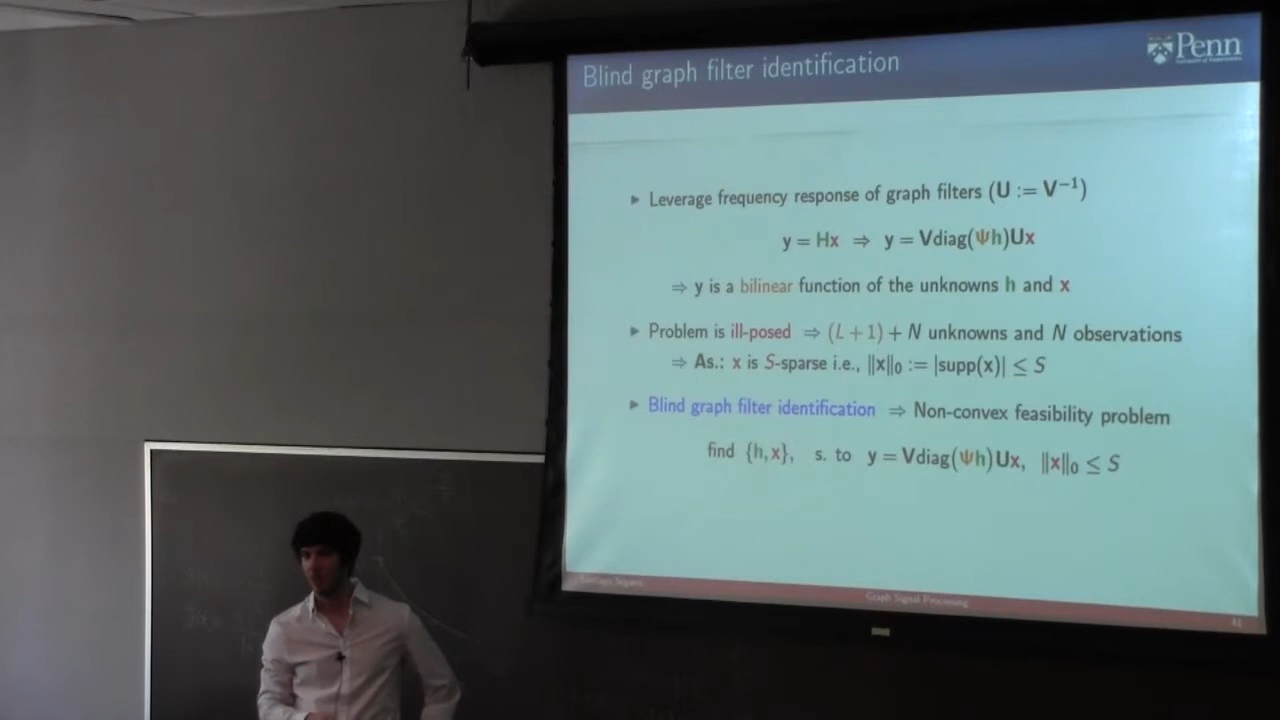 Blind graph filter identification
Penn
▶ Leverage frequency response of graph filters (U := V⁻¹)
y = Hx ⇒ y = Vdiag(Ψh)Ux
⇒ y is a bilinear function of the unknowns h and x
▶ Problem is ill-posed ⇒ (L + 1) + N unknowns and N observations
⇒ As.: x is S-sparse i.e., ‖x‖₀ := |supp(x)| ≤ S
▶ Blind graph filter identification ⇒ Non-convex feasibility problem
find {h, x}, s. to y = Vdiag(Ψh)Ux, ‖x‖₀ ≤ S
Graph Signal Processing